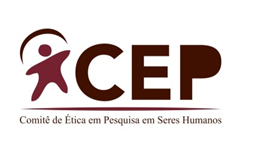 CEP
Comitê de Ética em Pesquisa em Seres Humanos